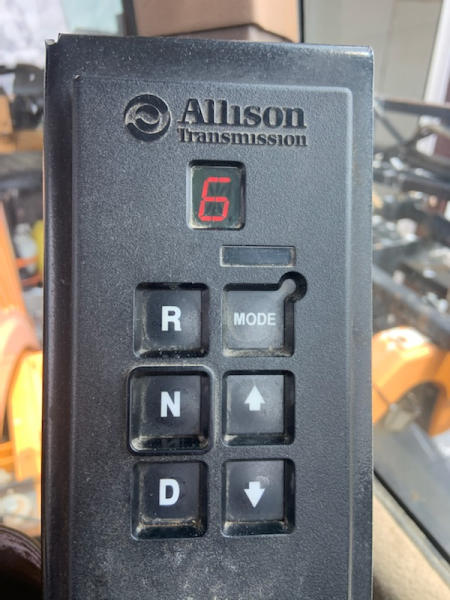 Allison
Transmission
6
R MODE
N ↑
D ↓